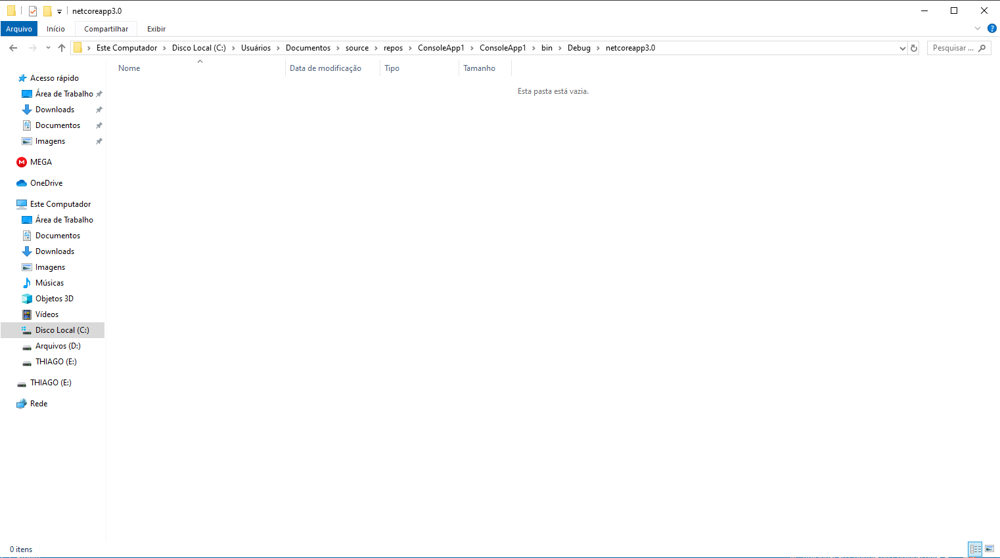 netcoreapp3.0
Arquivo Início Compartilhar Exibir
Este Computador Disco Local (C:) Usuários Documentos source repos ConsoleApp1 ConsoleApp1 bin Debug netcoreapp3.0 Pesquisar ...
Nome Data de modificação Tipo Tamanho
Esta pasta está vazia.
Acesso rápido
Área de Trabalho
Downloads
Documentos
Imagens
MEGA
OneDrive
Este Computador
Área de Trabalho
Documentos
Downloads
Imagens
Músicas
Objetos 3D
Vídeos
Disco Local (C:)
Arquivos (D:)
THIAGO (E:)
THIAGO (E:)
Rede
0 itens